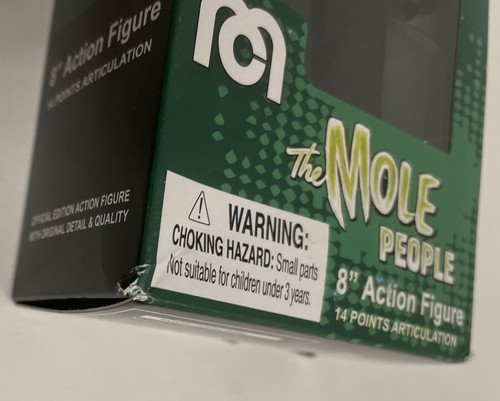 8" Action Figure
14 POINTS ARTICULATION
OFFICIAL EDITION ACTION FIGURE
WITH ORIGINAL DETAIL & QUALITY
The MOLE
PEOPLE
WARNING:
CHOKING HAZARD: Small parts
Not suitable for children under 3 years.
8" Action Figure
14 POINTS ARTICULATION